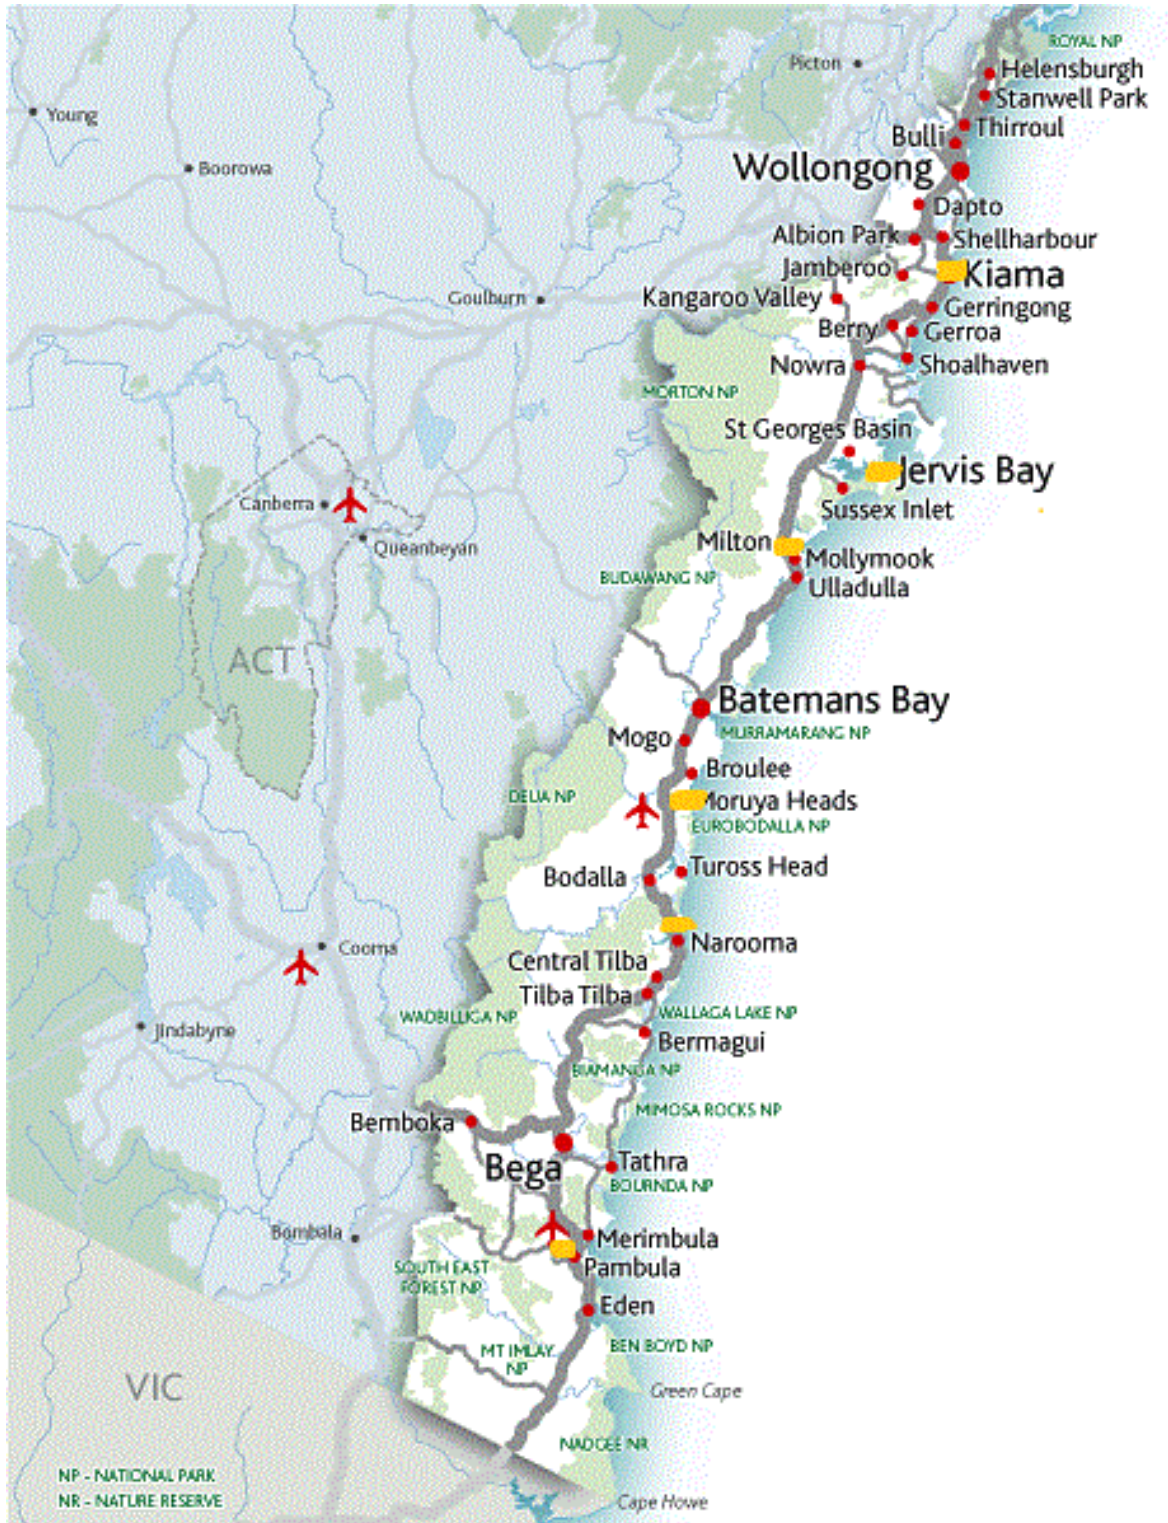 ROYAL NP
Picton
Helensburgh
Stanwell Park
Young
Thirroul
Bulli
Boorowa
Wollongong
Dapto
Albion Park
Shellharbour
Jamberoo
Kiama
Goulburn
Kangaroo Valley
Gerringong
Berry
Gerroa
Nowra
Shoalhaven
MORTON NP
St Georges Basin
Jervis Bay
Canberra
Sussex Inlet
Milton
Queanbeyan
Mollymook
BUDAWANG NP
Ulladulla
ACT
Batemans Bay
MURRAMARANG NP
Mogo
Broulee
DEUA NP
Moruya Heads
EUROBODALLA NP
Tuross Head
Bodalla
Narooma
Cooma
Central Tilba
Tilba Tilba
WALLAGA LAKE NP
WADBILLIGA NP
Jindabyne
Bermagui
BIAMANGA NP
MIMOSA ROCKS NP
Bemboka
Tathra
Bega
BOURNDA NP
Bombala
Merimbula
Pambula
SOUTH EAST
FOREST NP
Eden
MT IMLAY
NP
BEN BOYD NP
VIC
Green Cape
NADGEE NR
NP - NATIONAL PARK
NR - NATURE RESERVE
Cape Howe